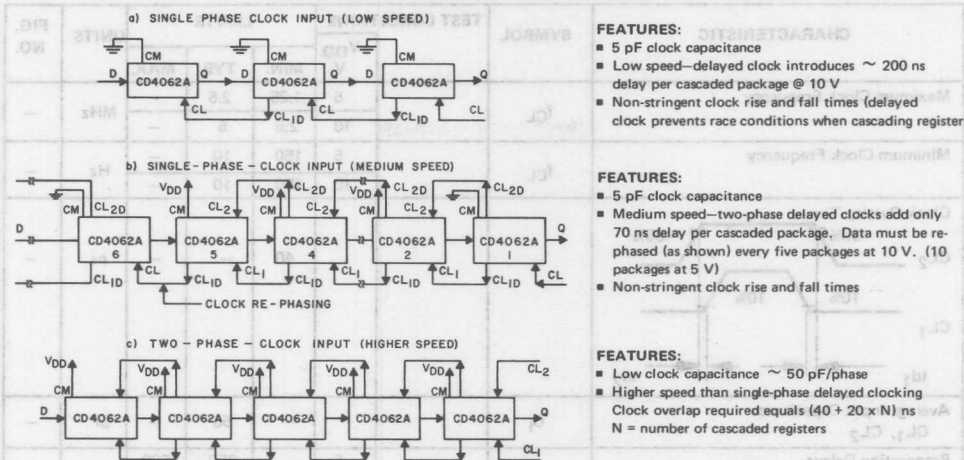 a) SINGLE PHASE CLOCK INPUT (LOW SPEED)
CM
CM
CM
D
CD4062A
Q
D
CD4062A
Q
D
CD4062A
Q
CL
CL1D
CL
CL1D
CL
FEATURES:
▪ 5 pF clock capacitance
▪ Low speed—delayed clock introduces ~ 200 ns
delay per cascaded package @ 10 V
▪ Non-stringent clock rise and fall times (delayed
clock prevents race conditions when cascading register
b) SINGLE-PHASE-CLOCK INPUT (MEDIUM SPEED)
VDD
VDD
CL2D
VDD
CL2D
CL2D
CM
CL2D
CM
CL2
CM
CM
CL2
CM
D
CD4062A
6
CD4062A
5
CD4062A
4
CD4062A
2
CD4062A
1
Q
CL1D
CL
CL1D
CL1
CL1D
CL1D
CL1
CL1D
CL
CLOCK RE-PHASING
FEATURES:
▪ 5 pF clock capacitance
▪ Medium speed—two-phase delayed clocks add only
70 ns delay per cascaded package. Data must be re-
phased (as shown) every five packages at 10 V. (10
packages at 5 V)
▪ Non-stringent clock rise and fall times
c) TWO-PHASE-CLOCK INPUT (HIGHER SPEED)
VDD
VDD
VDD
VDD
VDD
CL2
CM
CM
CM
CM
CM
D
CD4062A
CD4062A
CD4062A
CD4062A
CD4062A
Q
CL1
FEATURES:
▪ Low clock capacitance ~ 50 pF/phase
▪ Higher speed than single-phase delayed clocking
Clock overlap required equals (40 + 20 x N) ns
N = number of cascaded registers